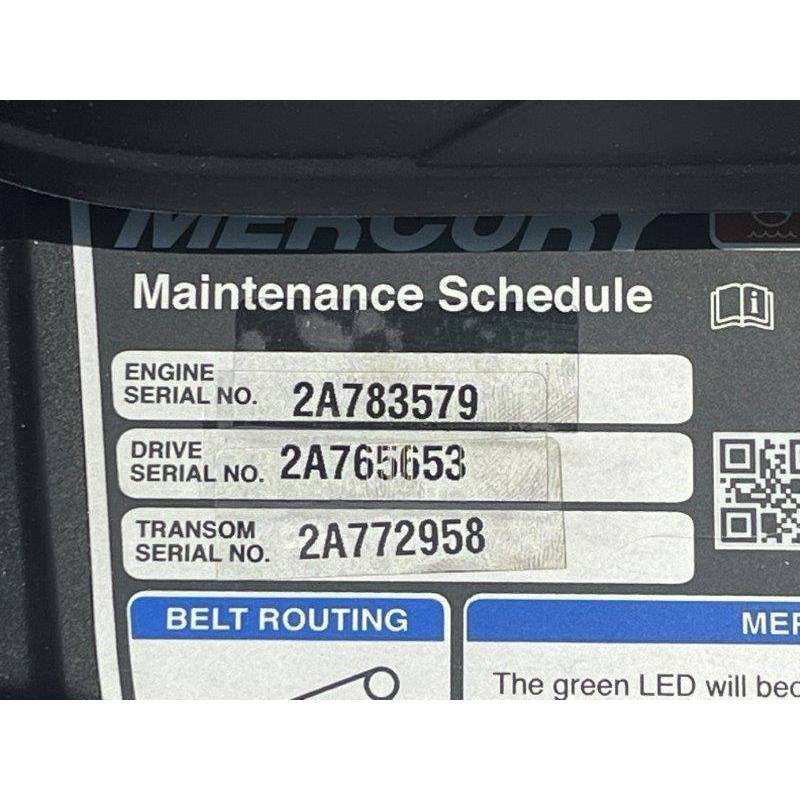 MERCURY
Maintenance Schedule
ENGINE
SERIAL NO. 2A783579
DRIVE
SERIAL NO. 2A765653
TRANSOM
SERIAL NO. 2A772958
BELT ROUTING
MER
The green LED will bec